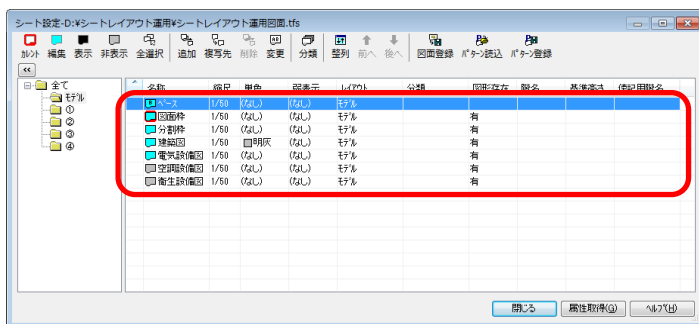 シート設定-D:¥シートレイアウト運用¥シートレイアウト運用図面.tfs
ｶﾚﾝﾄ 編集 表示 非表示 全選択 追加 複写先 削除 変更 分類 整列 前へ 後へ 図面登録 ﾊﾟﾀｰﾝ読込 ﾊﾟﾀｰﾝ登録
<<
全て
ﾓﾃﾞﾙ
①
②
③
④
名称 縮尺 単色 弱表示 ﾚｲｱｳﾄ 分類 図形存在 階名 基準高さ
ﾍﾞｰｽ 1/50 (なし) (なし) ﾓﾃﾞﾙ
図面枠 1/50 (なし) (なし) ﾓﾃﾞﾙ 有
分割枠 1/50 (なし) (なし) ﾓﾃﾞﾙ 有
建築図 1/50 明灰 (なし) ﾓﾃﾞﾙ 有
電気設備図 1/50 (なし) (なし) ﾓﾃﾞﾙ 有
空調設備図 1/50 (なし) (なし) ﾓﾃﾞﾙ 有
衛生設備図 1/50 (なし) (なし) ﾓﾃﾞﾙ 有
閉じる 属性取得(G) ﾍﾙﾌﾟ(H)